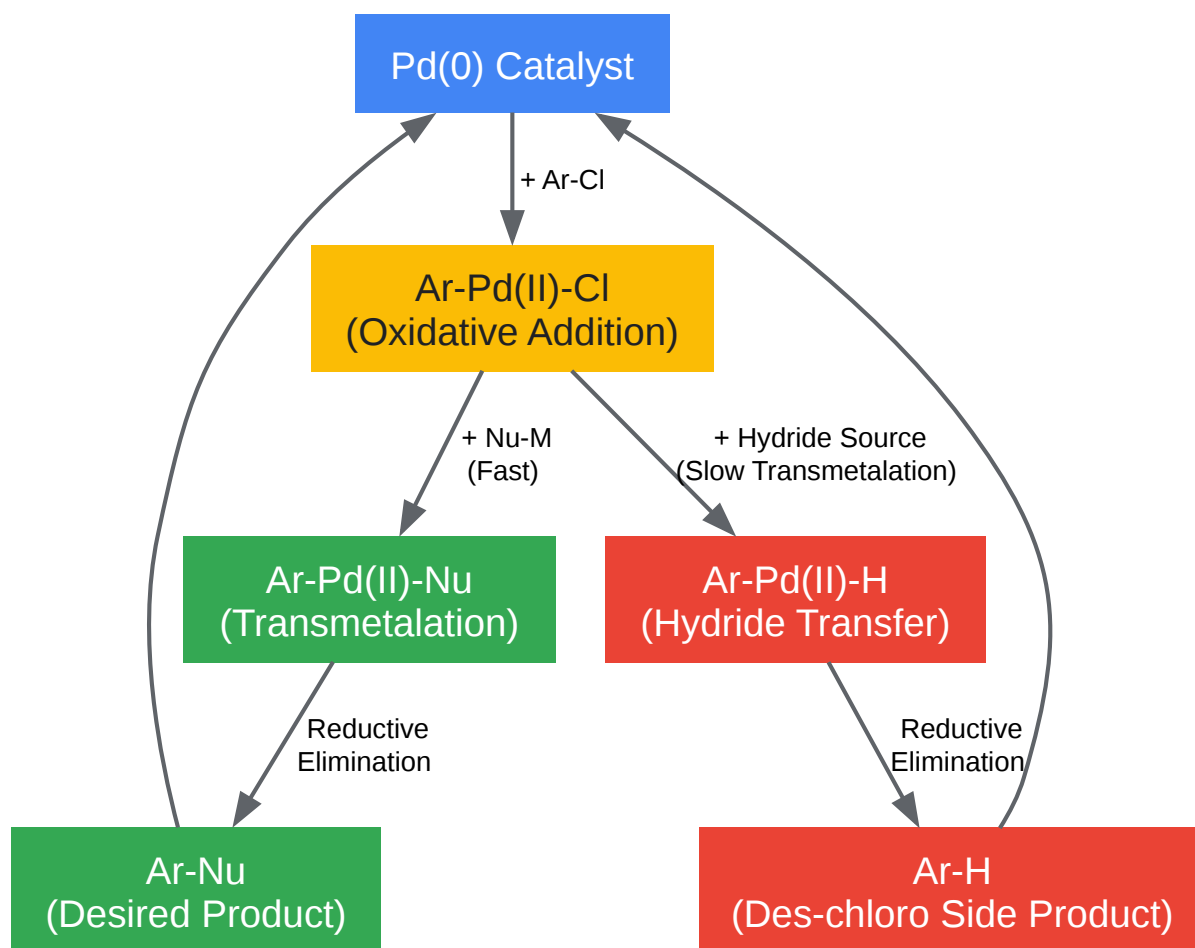 Pd(0) Catalyst
+ Ar-Cl
Ar-Pd(II)-Cl
(Oxidative Addition)
+ Nu-M
(Fast)
+ Hydride Source
(Slow Transmetalation)
Ar-Pd(II)-Nu
(Transmetalation)
Ar-Pd(II)-H
(Hydride Transfer)
Reductive
Elimination
Reductive
Elimination
Ar-Nu
(Desired Product)
Ar-H
(Des-chloro Side Product)